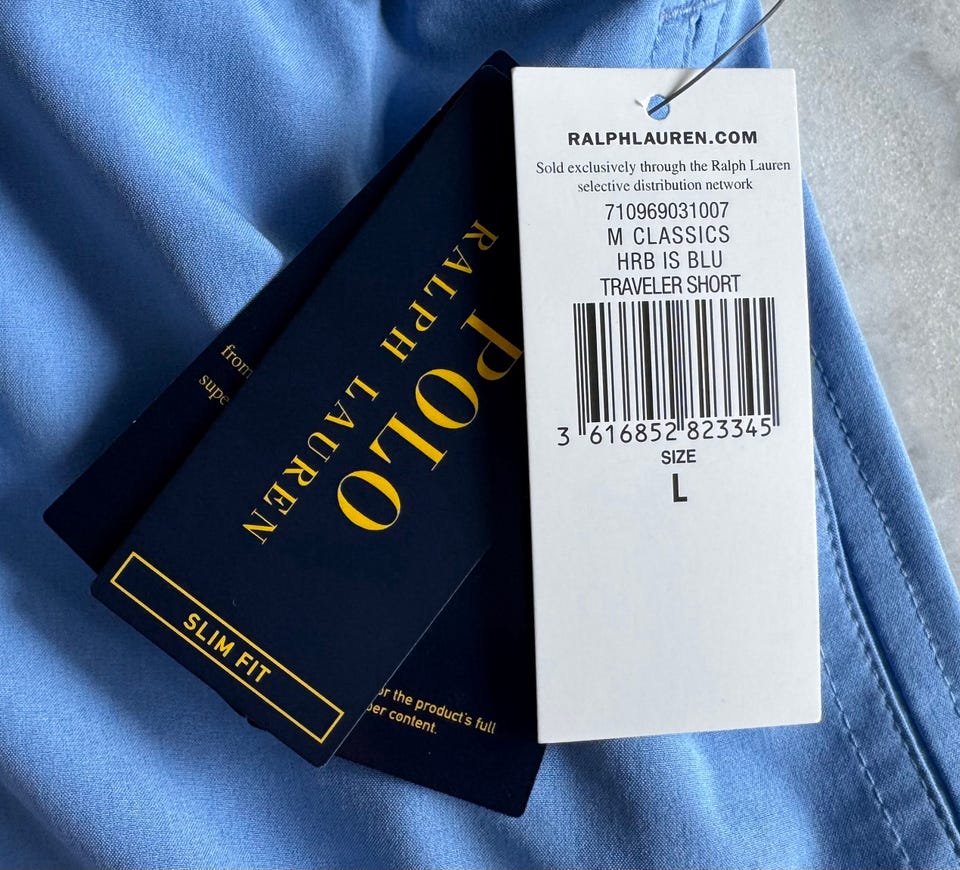 RALPHLAUREN.COM
Sold exclusively through the Ralph Lauren
selective distribution network
710969031007
M CLASSICS
HRB IS BLU
TRAVELER SHORT
3 616852 823345
SIZE
L
POLO
RALPH LAUREN
SLIM FIT
from
supe
or the product's full
per content.